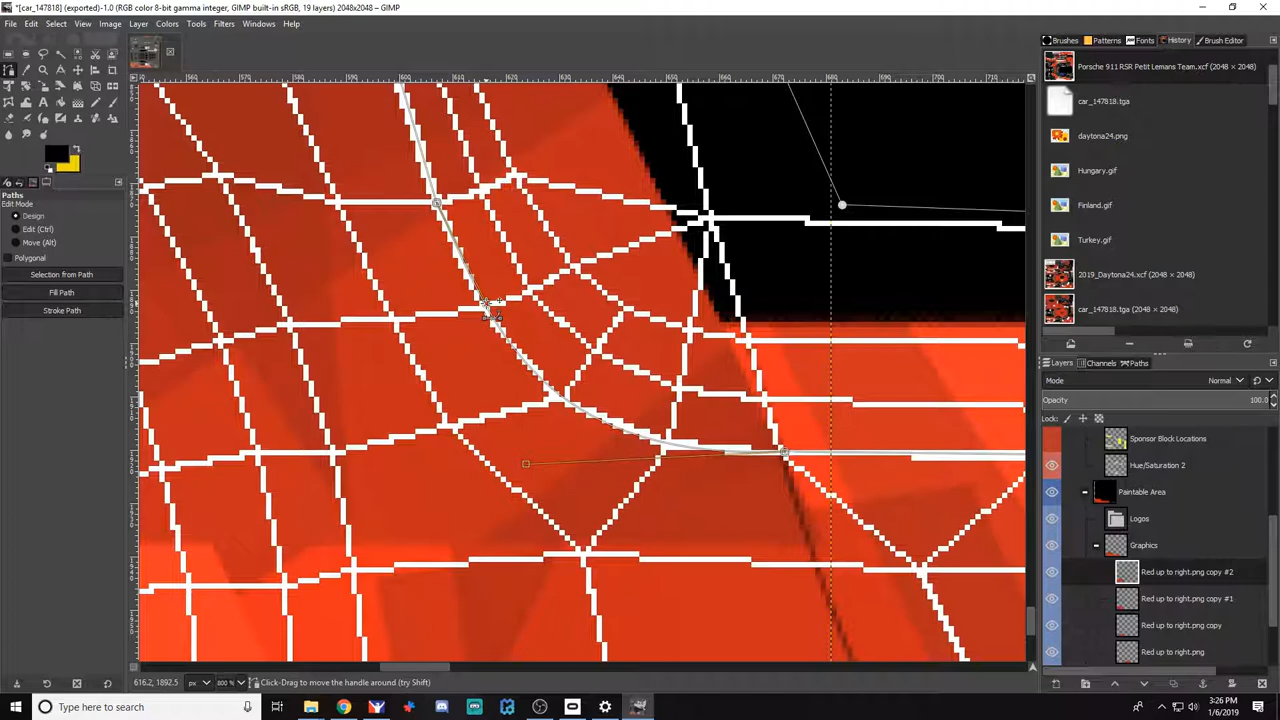 *[car_147818] (exported)-1.0 (RGB color 8-bit gamma integer, GIMP built-in sRGB, 19 layers) 2048x2048 – GIMP
File Edit Select View Image Layer Colors Tools Filters Windows Help
Brushes Patterns Fonts History Brush Editor
Porsche 911 RSR Petit Lemans Team.xcf (2048 × 2048)
car_147818.tga
daytona24.png
Hungary.gif
Finland.gif
Turkey.gif
2019_Daytona24.xcf (2048 × 2048)
car_147818.tga (2048 × 2048)
Paths
Edit Mode
Design
Edit (Ctrl)
Move (Alt)
Polygonal
Selection from Path
Fill Path
Stroke Path
Layers Channels Paths
Mode Normal
Opacity 100.0
Lock:
Sponsor Block Locations
Hue/Saturation 2
Paintable Area
Logos
Graphics
Red up to right.png copy #2
Red up to right.png copy #1
Red up to right.png copy
Red up to right.png
616.2, 1892.5 px 800 % Click-Drag to move the handle around (try Shift)
Type here to search
3:26 PM
1/6/2019